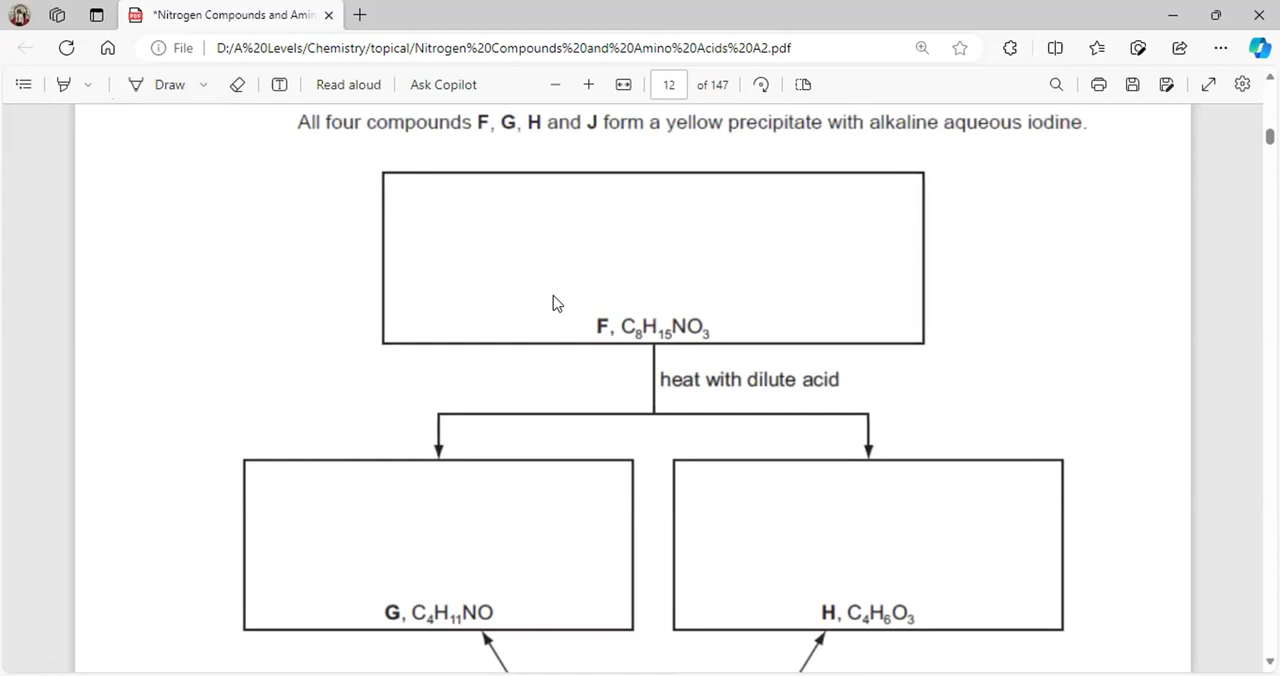 *Nitrogen Compounds and Amin
File
D:/A%20Levels/Chemistry/topical/Nitrogen%20Compounds%20and%20Amino%20Acids%20A2.pdf
Draw
Read aloud
Ask Copilot
12 of 147
All four compounds F, G, H and J form a yellow precipitate with alkaline aqueous iodine.
F, C₈H₁₅NO₃
heat with dilute acid
G, C₄H₁₁NO
H, C₄H₆O₃